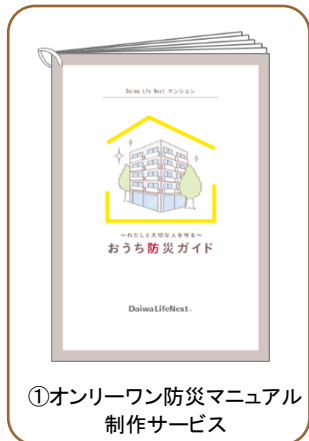 Daiwa Life Next マンション
～わたしと大切な人を守る～
おうち防災ガイド
DaiwaLifeNext
①オンリーワン防災マニュアル
制作サービス